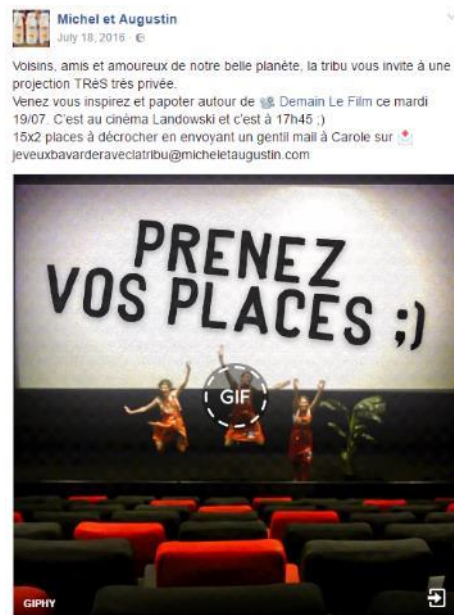 Michel et Augustin
July 18, 2016 ·
Voisins, amis et amoureux de notre belle planète, la tribu vous invite à une
projection TRèS très privée.
Venez vous inspirez et papoter autour de Demain Le Film ce mardi
19/07. C'est au cinéma Landowski et c'est à 17h45 ;)
15x2 places à décrocher en envoyant un gentil mail à Carole sur
jeveuxbavarderaveclatribu@micheletaugustin.com
PRENEZ
VOS PLACES ;)
GIF
GIPHY